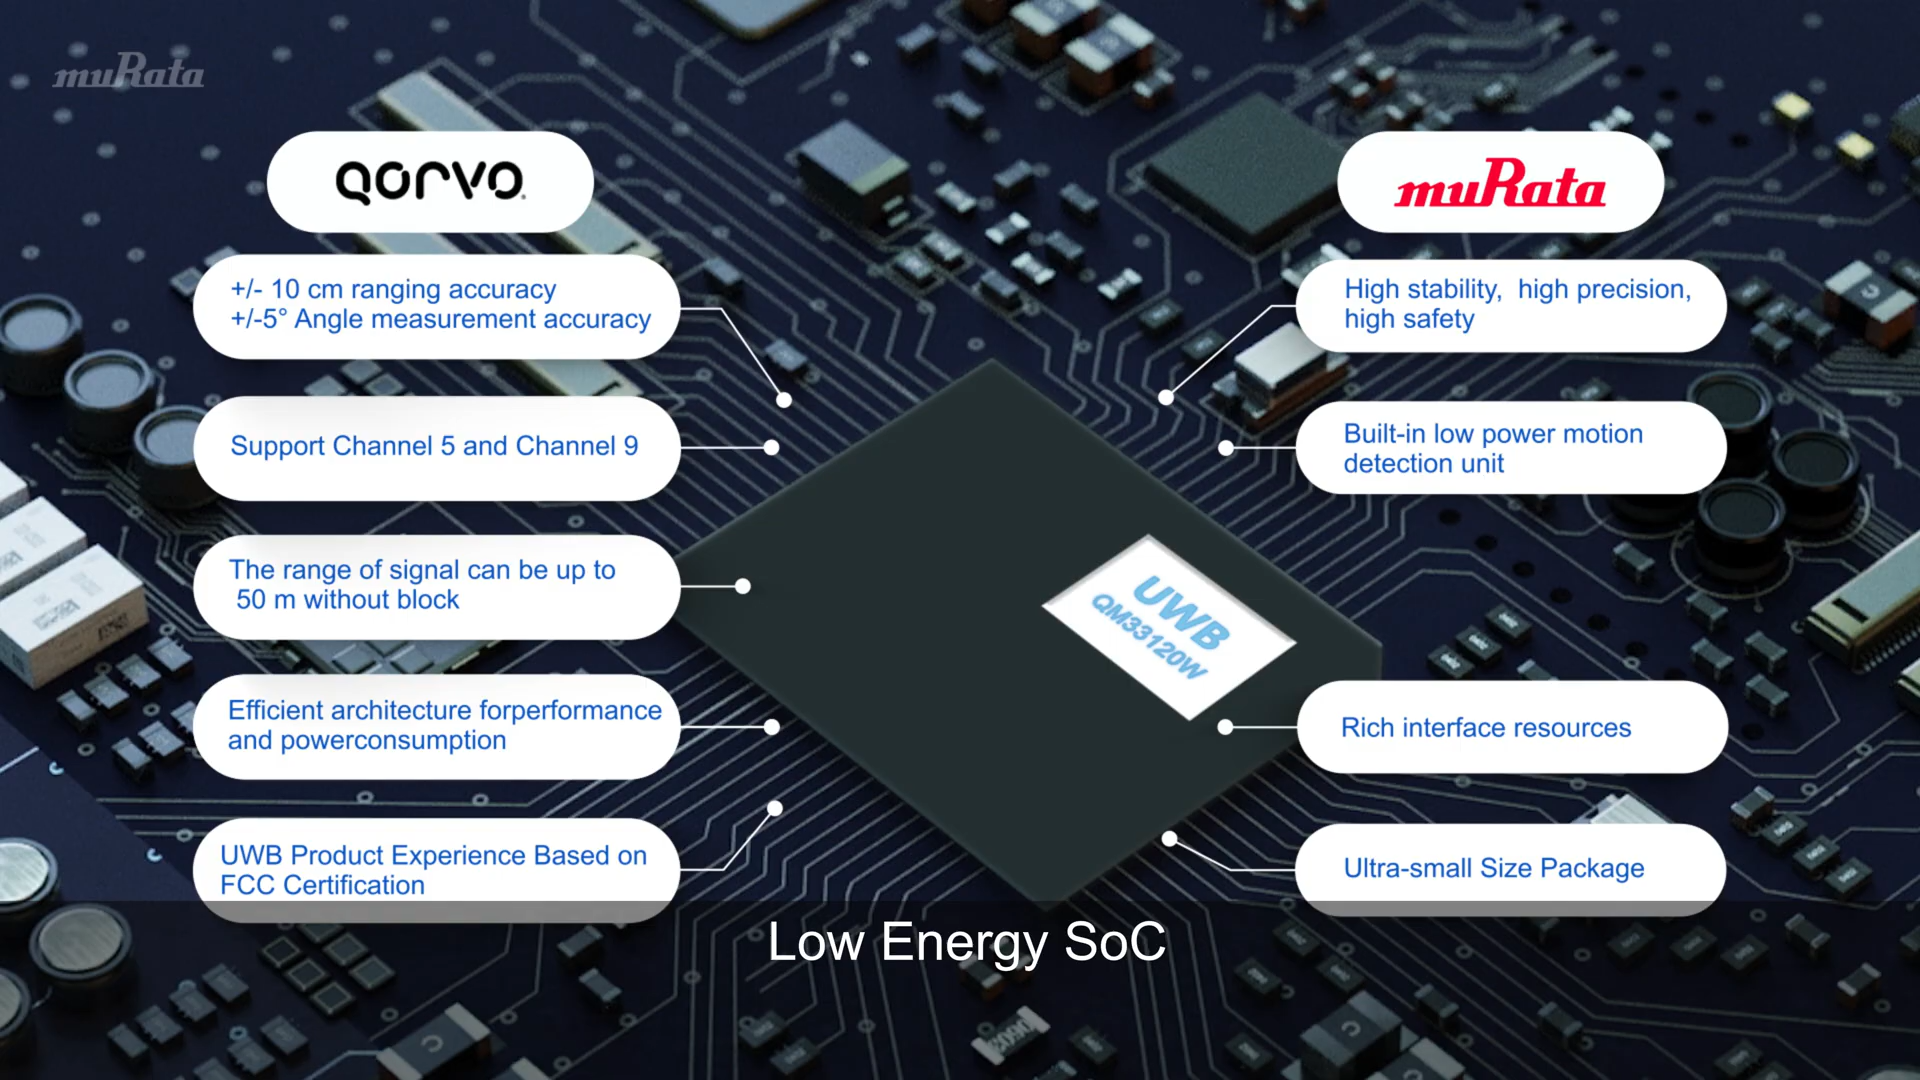 muRata
QORVO
muRata
+/- 10 cm ranging accuracy
+/-5° Angle measurement accuracy
Support Channel 5 and Channel 9
The range of signal can be up to
50 m without block
Efficient architecture forperformance
and powerconsumption
UWB Product Experience Based on
FCC Certification
High stability,  high precision,
high safety
Built-in low power motion
detection unit
Rich interface resources
Ultra-small Size Package
UWB
QM33120W
Low Energy SoC